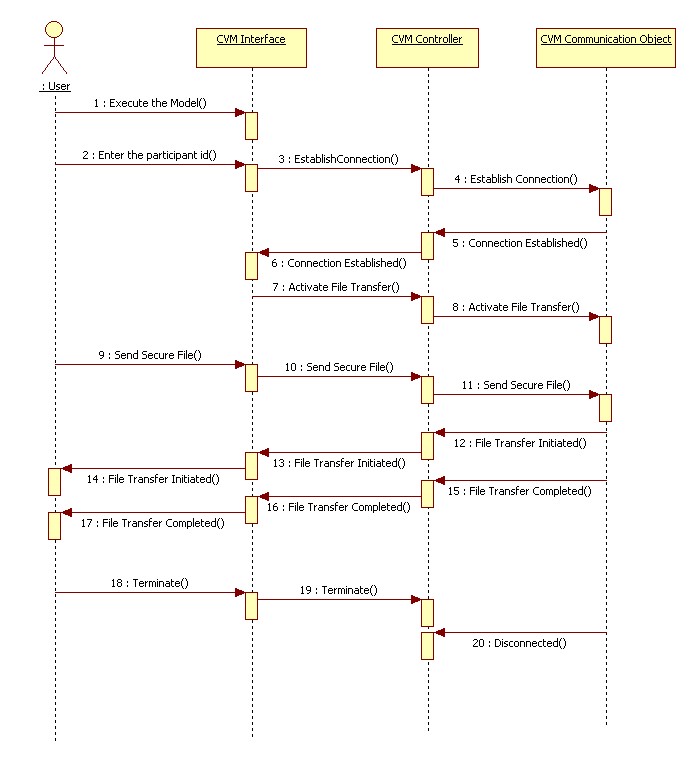 CVM Interface
CVM Controller
CVM Communication Object
: User
1 : Execute the Model()
2 : Enter the participant id()
3 : EstablishConnection()
4 : Establish Connection()
5 : Connection Established()
6 : Connection Established()
7 : Activate File Transfer()
8 : Activate File Transfer()
9 : Send Secure File()
10 : Send Secure File()
11 : Send Secure File()
12 : File Transfer Initiated()
13 : File Transfer Initiated()
14 : File Transfer Initiated()
15 : File Transfer Completed()
16 : File Transfer Completed()
17 : File Transfer Completed()
18 : Terminate()
19 : Terminate()
20 : Disconnected()